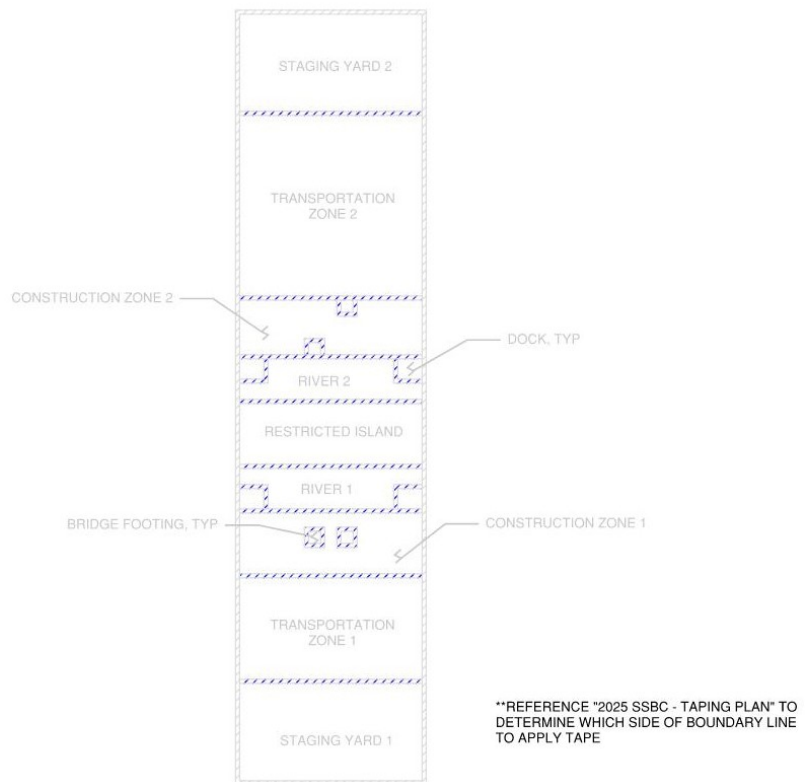 STAGING YARD 2
TRANSPORTATION
ZONE 2
CONSTRUCTION ZONE 2
DOCK, TYP
RIVER 2
RESTRICTED ISLAND
RIVER 1
BRIDGE FOOTING, TYP
CONSTRUCTION ZONE 1
TRANSPORTATION
ZONE 1
STAGING YARD 1
**REFERENCE "2025 SSBC - TAPING PLAN" TO
DETERMINE WHICH SIDE OF BOUNDARY LINE
TO APPLY TAPE